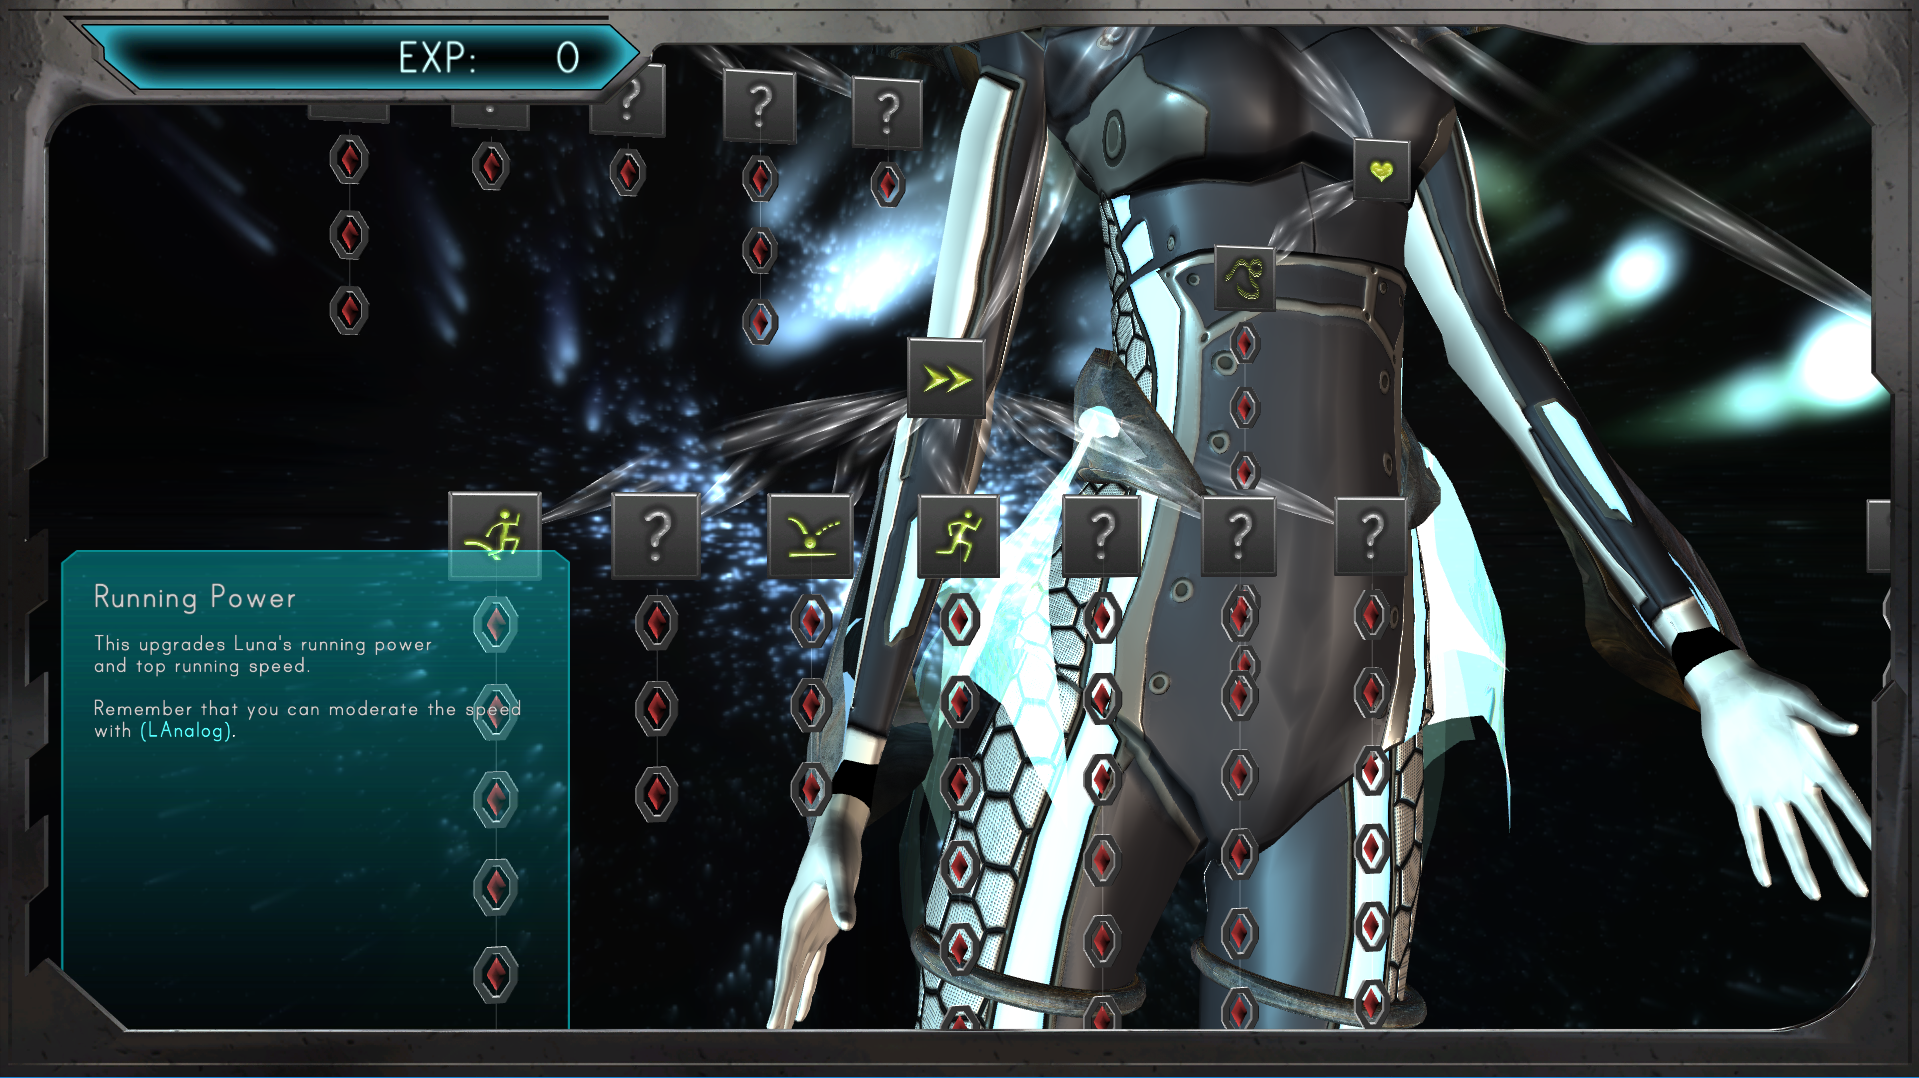 EXP: 0
?
? ? ?
? ? ? ?
Running Power
This upgrades Luna's running power
and top running speed.
Remember that you can moderate the speed
with (LAnalog).